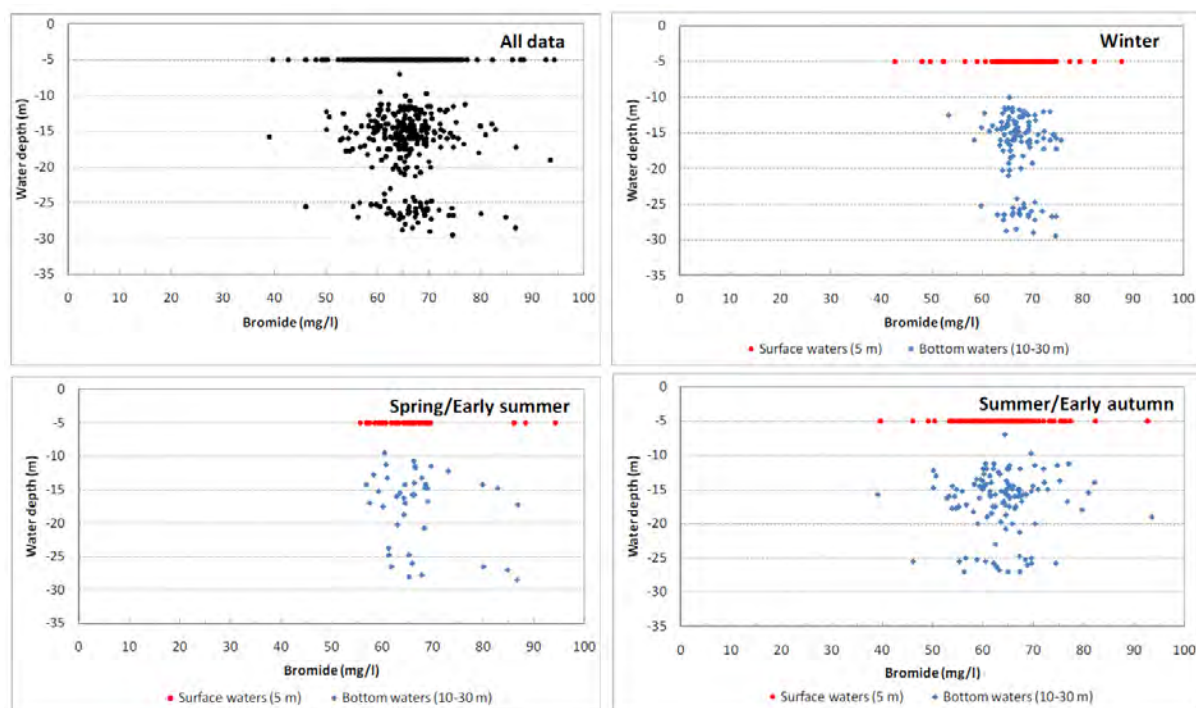 All data
Water depth (m)
0
-5
-10
-15
-20
-25
-30
-35
0 10 20 30 40 50 60 70 80 90 100
Bromide (mg/l)
Winter
Water depth (m)
0
-5
-10
-15
-20
-25
-30
-35
0 10 20 30 40 50 60 70 80 90 100
Bromide (mg/l)
Surface waters (5 m) Bottom waters (10-30 m)
Spring/Early summer
Water depth (m)
0
-5
-10
-15
-20
-25
-30
-35
0 10 20 30 40 50 60 70 80 90 100
Bromide (mg/l)
Surface waters (5 m) Bottom waters (10-30 m)
Summer/Early autumn
Water depth (m)
0
-5
-10
-15
-20
-25
-30
-35
0 10 20 30 40 50 60 70 80 90 100
Bromide (mg/l)
Surface waters (5 m) Bottom waters (10-30 m)